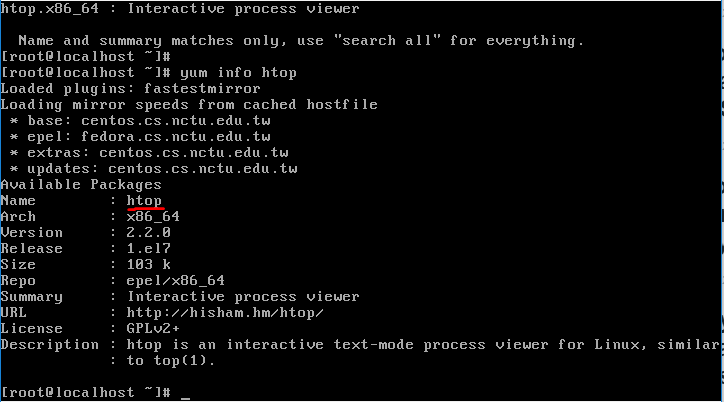 htop.x86_64 : Interactive process viewer
  Name and summary matches only, use "search all" for everything.
[root@localhost ~]#
[root@localhost ~]# yum info htop
Loaded plugins: fastestmirror
Loading mirror speeds from cached hostfile
 * base: centos.cs.nctu.edu.tw
 * epel: fedora.cs.nctu.edu.tw
 * extras: centos.cs.nctu.edu.tw
 * updates: centos.cs.nctu.edu.tw
Available Packages
Name        : htop
Arch        : x86_64
Version     : 2.2.0
Release     : 1.el7
Size        : 103 k
Repo        : epel/x86_64
Summary     : Interactive process viewer
URL         : http://hisham.hm/htop/
License     : GPLv2+
Description : htop is an interactive text-mode process viewer for Linux, similar
            : to top(1).
[root@localhost ~]# _